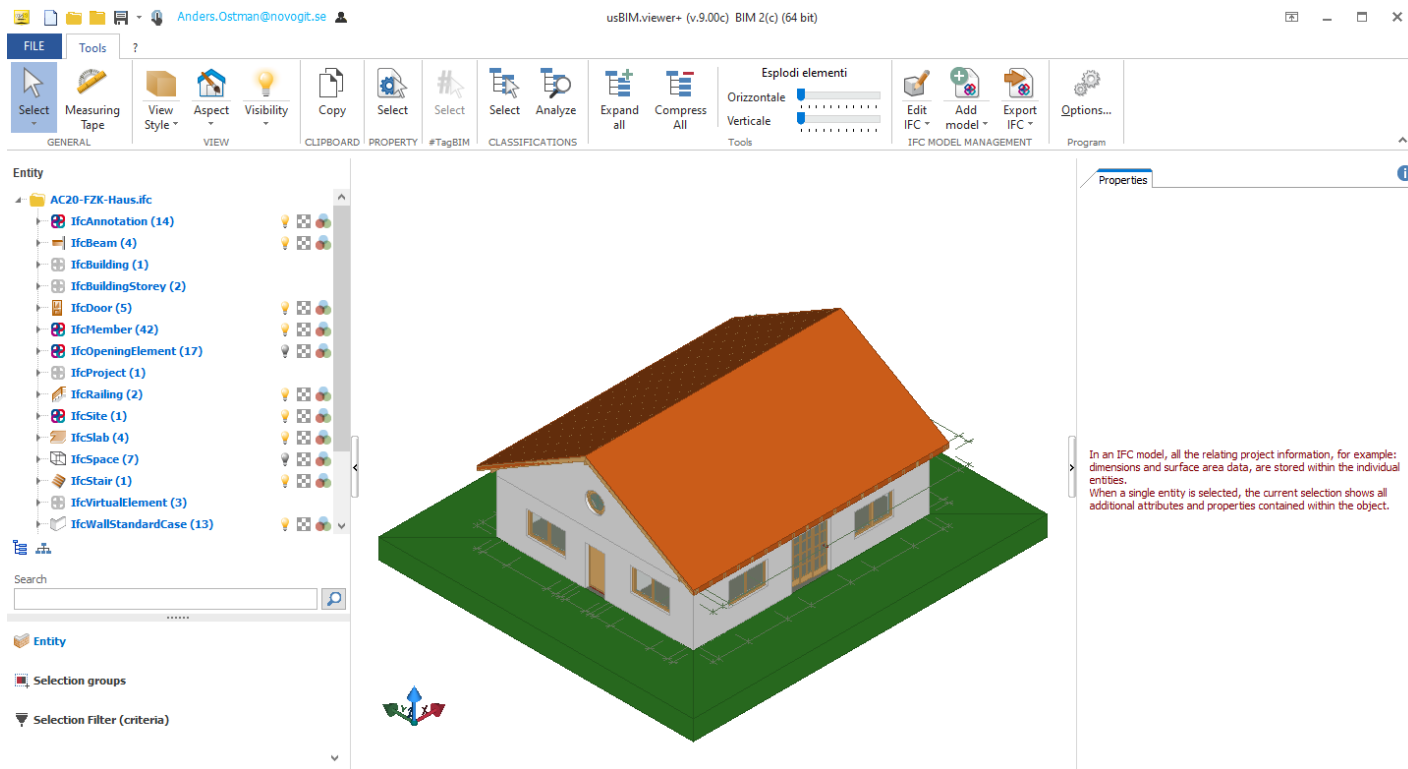 Anders.Ostman@novogit.se
usBIM.viewer+ (v.9.00c) BIM 2(c) (64 bit)
FILE
Tools
?
Select
Measuring Tape
View Style
Aspect
Visibility
Copy
Select
Select
Select
Analyze
Expand all
Compress All
Esplodi elementi
Orizzontale
Verticale
Edit IFC
Add model
Export IFC
Options...
GENERAL
VIEW
CLIPBOARD
PROPERTY
#TagBIM
CLASSIFICATIONS
Tools
IFC MODEL MANAGEMENT
Program
Entity
AC20-FZK-Haus.ifc
IfcAnnotation (14)
IfcBeam (4)
IfcBuilding (1)
IfcBuildingStorey (2)
IfcDoor (5)
IfcMember (42)
IfcOpeningElement (17)
IfcProject (1)
IfcRailing (2)
IfcSite (1)
IfcSlab (4)
IfcSpace (7)
IfcStair (1)
IfcVirtualElement (3)
IfcWallStandardCase (13)
Search
Entity
Selection groups
Selection Filter (criteria)
Y
Z
X
Properties
In an IFC model, all the relating project information, for example:
dimensions and surface area data, are stored within the individual
entities.
When a single entity is selected, the current selection shows all
additional attributes and properties contained within the object.